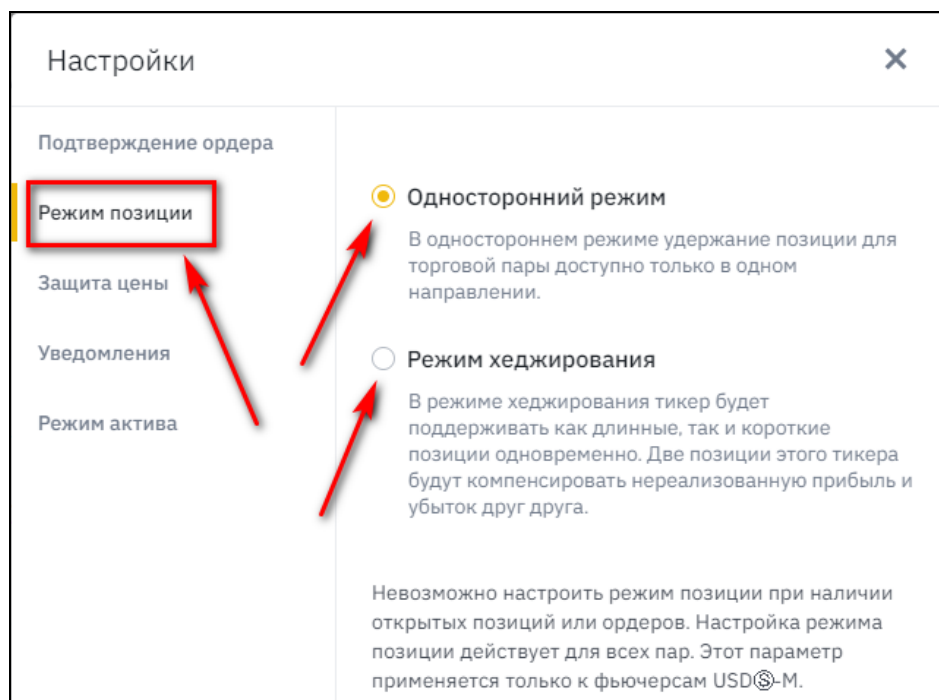 Настройки
Подтверждение ордера
Режим позиции
Защита цены
Уведомления
Режим актива
Односторонний режим
В одностороннем режиме удержание позиции для
торговой пары доступно только в одном
направлении.
Режим хеджирования
В режиме хеджирования тикер будет
поддерживать как длинные, так и короткие
позиции одновременно. Две позиции этого тикера
будут компенсировать нереализованную прибыль и
убыток друг друга.
Невозможно настроить режим позиции при наличии
открытых позиций или ордеров. Настройка режима
позиции действует для всех пар. Этот параметр
применяется только к фьючерсам USDⓈ-M.